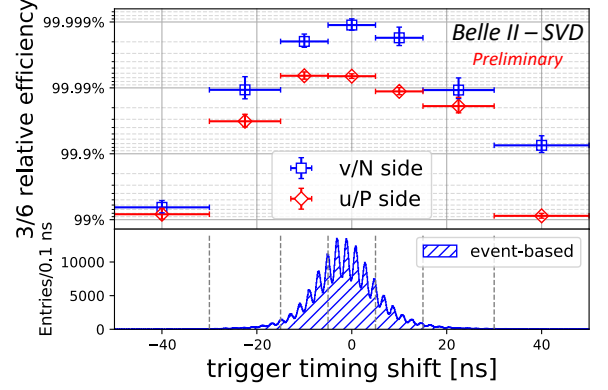 99.999%
99.99%
99.9%
99%
3/6 relative efficiency
Belle II − SVD
Preliminary
v/N side
u/P side
10000
5000
0
Entries/0.1 ns
event-based
−40
−20
0
20
40
trigger timing shift [ns]